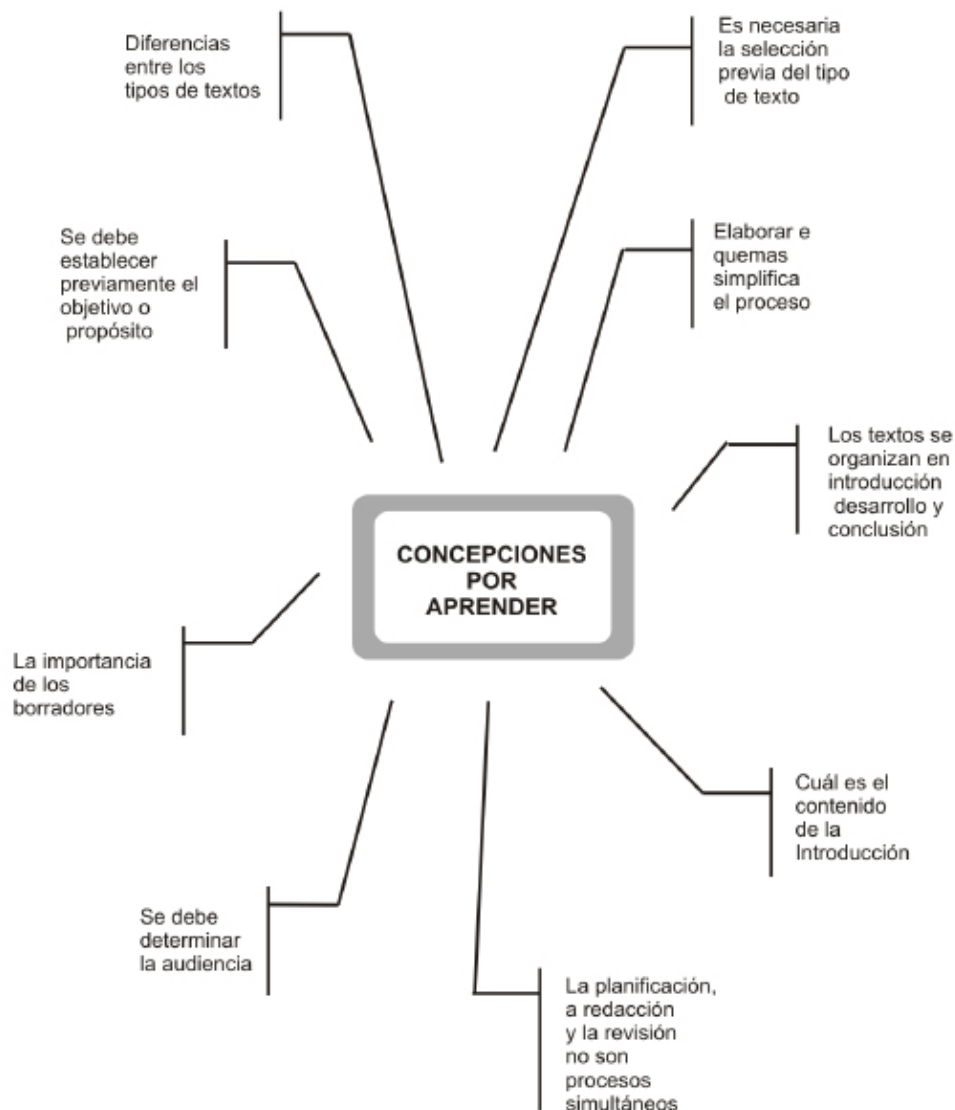 Diferencias
entre los
tipos de textos
Es necesaria
la selección
previa del tipo
de texto
Se debe
establecer
previamente el
objetivo o
propósito
Elaborar e
quemas
simplifica
el proceso
Los textos se
organizan en
introducción
desarrollo y
conclusión
CONCEPCIONES
POR
APRENDER
La importancia
de los
borradores
Cuál es el
contenido
de la
Introducción
Se debe
determinar
la audiencia
La planificación,
a redacción
y la revisión
no son
procesos
simultáneos